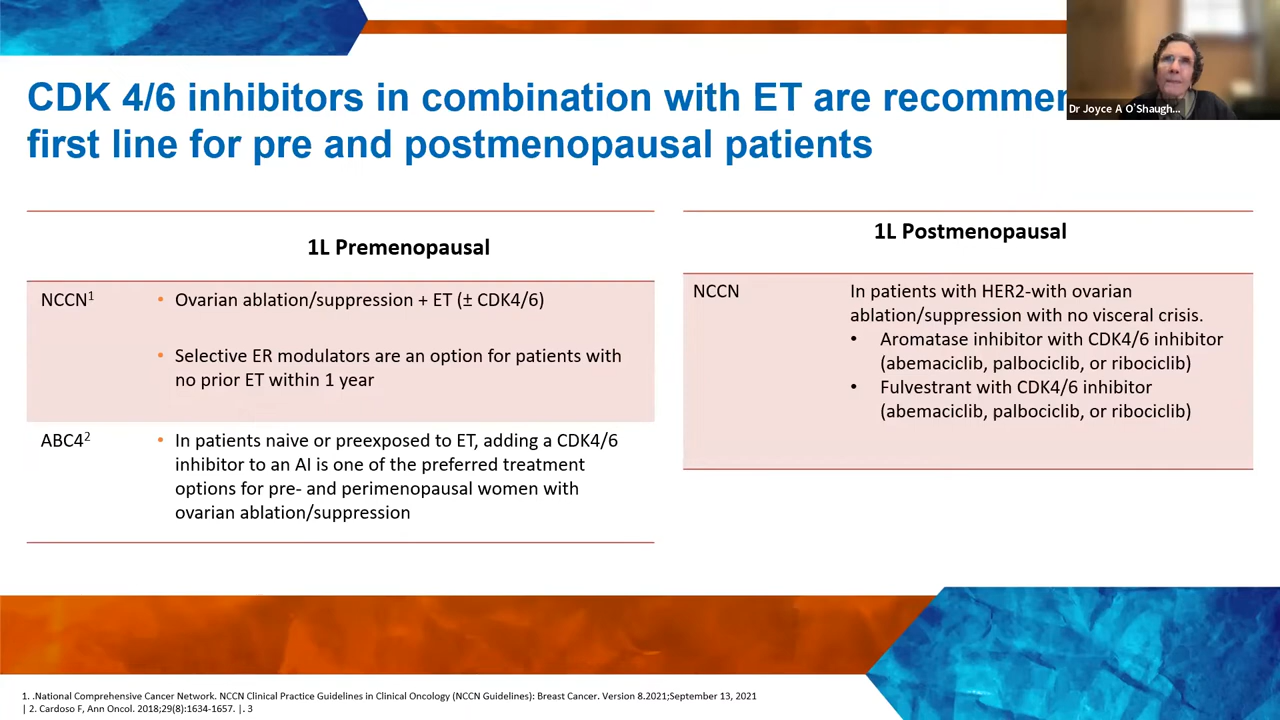 CDK 4/6 inhibitors in combination with ET are
first line for pre and postmenopausal patients
Dr Joyce A O'Shaugh...
1L Premenopausal
NCCN1
• Ovarian ablation/suppression + ET (± CDK4/6)
• Selective ER modulators are an option for patients with
no prior ET within 1 year
ABC42
• In patients naive or preexposed to ET, adding a CDK4/6
inhibitor to an AI is one of the preferred treatment
options for pre- and perimenopausal women with
ovarian ablation/suppression
1L Postmenopausal
NCCN
In patients with HER2-with ovarian
ablation/suppression with no visceral crisis.
• Aromatase inhibitor with CDK4/6 inhibitor
(abemaciclib, palbociclib, or ribociclib)
• Fulvestrant with CDK4/6 inhibitor
(abemaciclib, palbociclib, or ribociclib)
1. .National Comprehensive Cancer Network. NCCN Clinical Practice Guidelines in Clinical Oncology (NCCN Guidelines): Breast Cancer. Version 8.2021;September 13, 2021
| 2. Cardoso F, Ann Oncol. 2018;29(8):1634-1657. |. 3